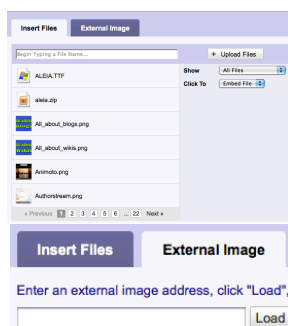 Insert Files External Image
Begin Typing a File Name...
+ Upload Files
Show All Files
Click To Embed File
ALEIA.TTF
aleia.zip
All_about_blogs.png
All_about_wikis.png
Animoto.png
Authorstream.png
« Previous 1 2 3 4 5 6 ... 22 Next »
Insert Files External Image
Enter an external image address, click "Load",
Load